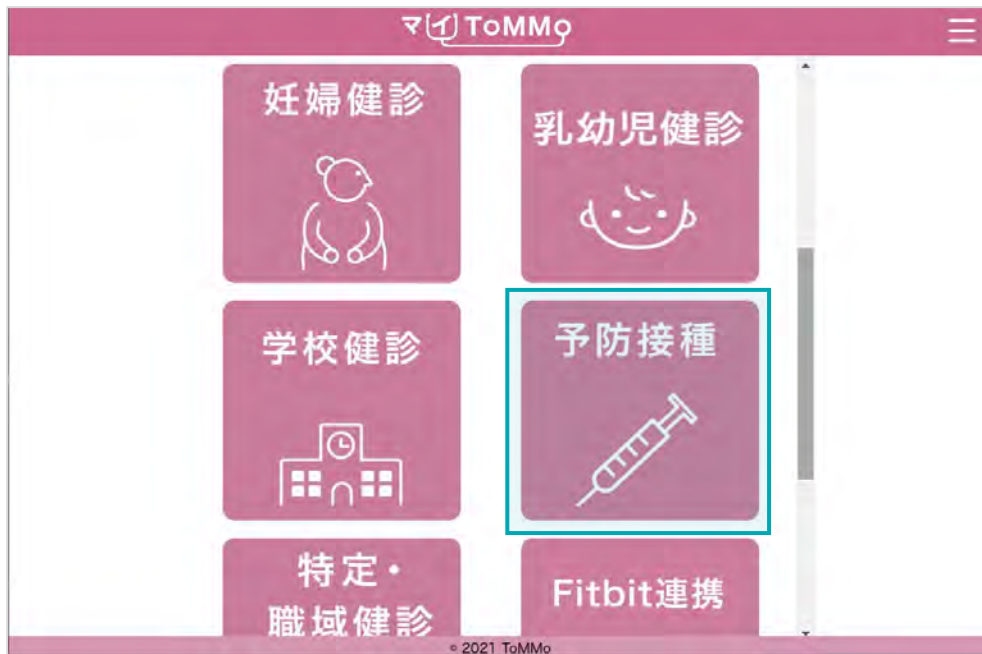 マイToMMo
妊婦健診
乳幼児健診
学校健診
予防接種
特定・
職域健診
Fitbit連携
© 2021 ToMMo